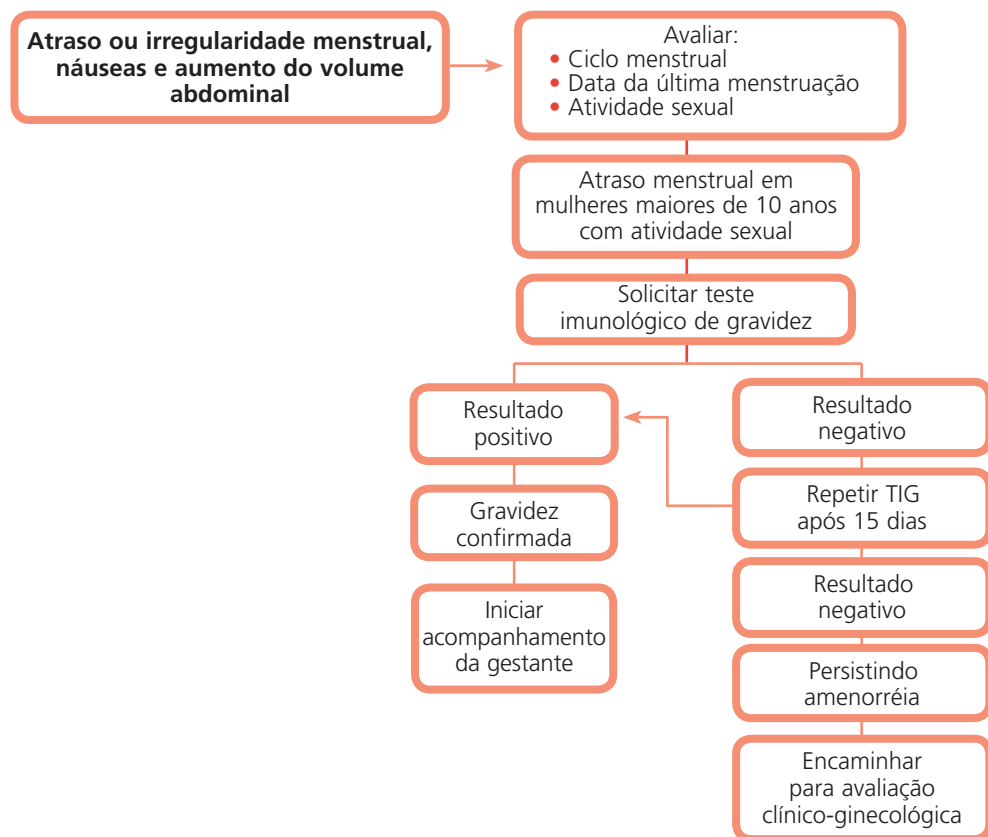 Atraso ou irregularidade menstrual,
náuseas e aumento do volume
abdominal
Avaliar:
• Ciclo menstrual
• Data da última menstruação
• Atividade sexual
Atraso menstrual em
mulheres maiores de 10 anos
com atividade sexual
Solicitar teste
imunológico de gravidez
Resultado
positivo
Gravidez
confirmada
Iniciar
acompanhamento
da gestante
Resultado
negativo
Repetir TIG
após 15 dias
Resultado
negativo
Persistindo
amenorréia
Encaminhar
para avaliação
clínico-ginecológica